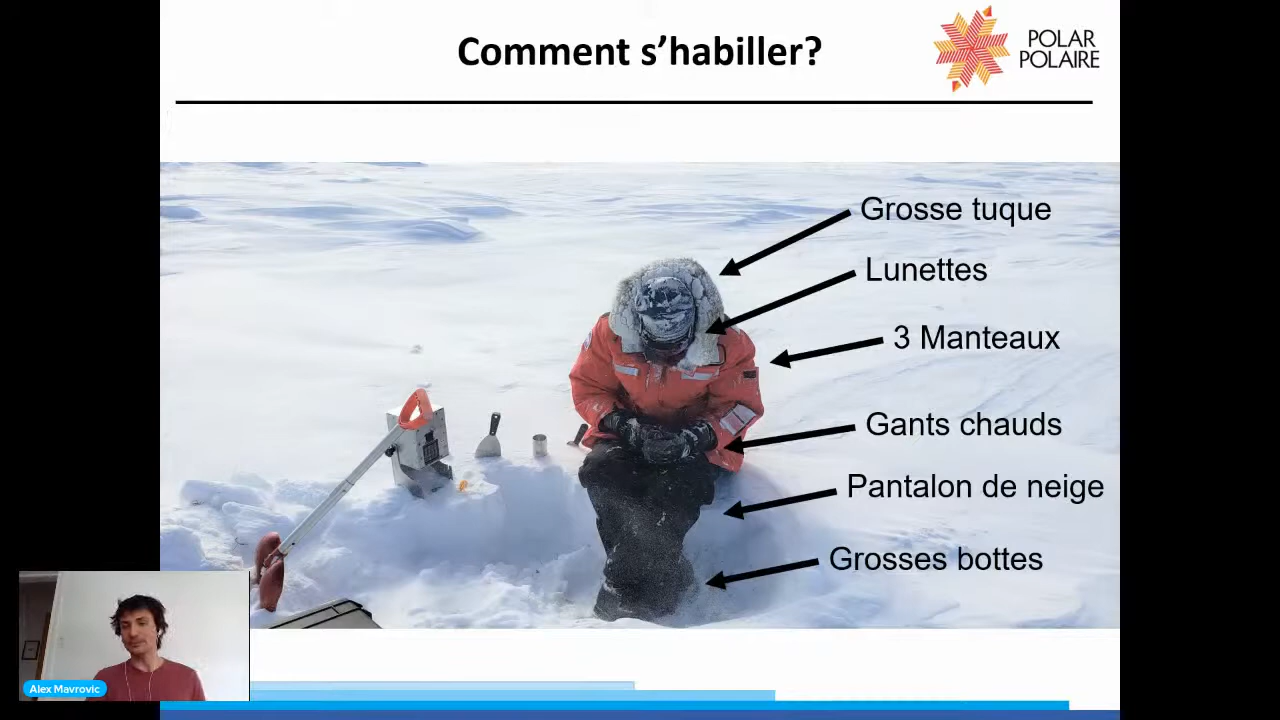 Comment s’habiller?
POLAR
POLAIRE
Grosse tuque
Lunettes
3 Manteaux
Gants chauds
Pantalon de neige
Grosses bottes
Alex Mavrovic